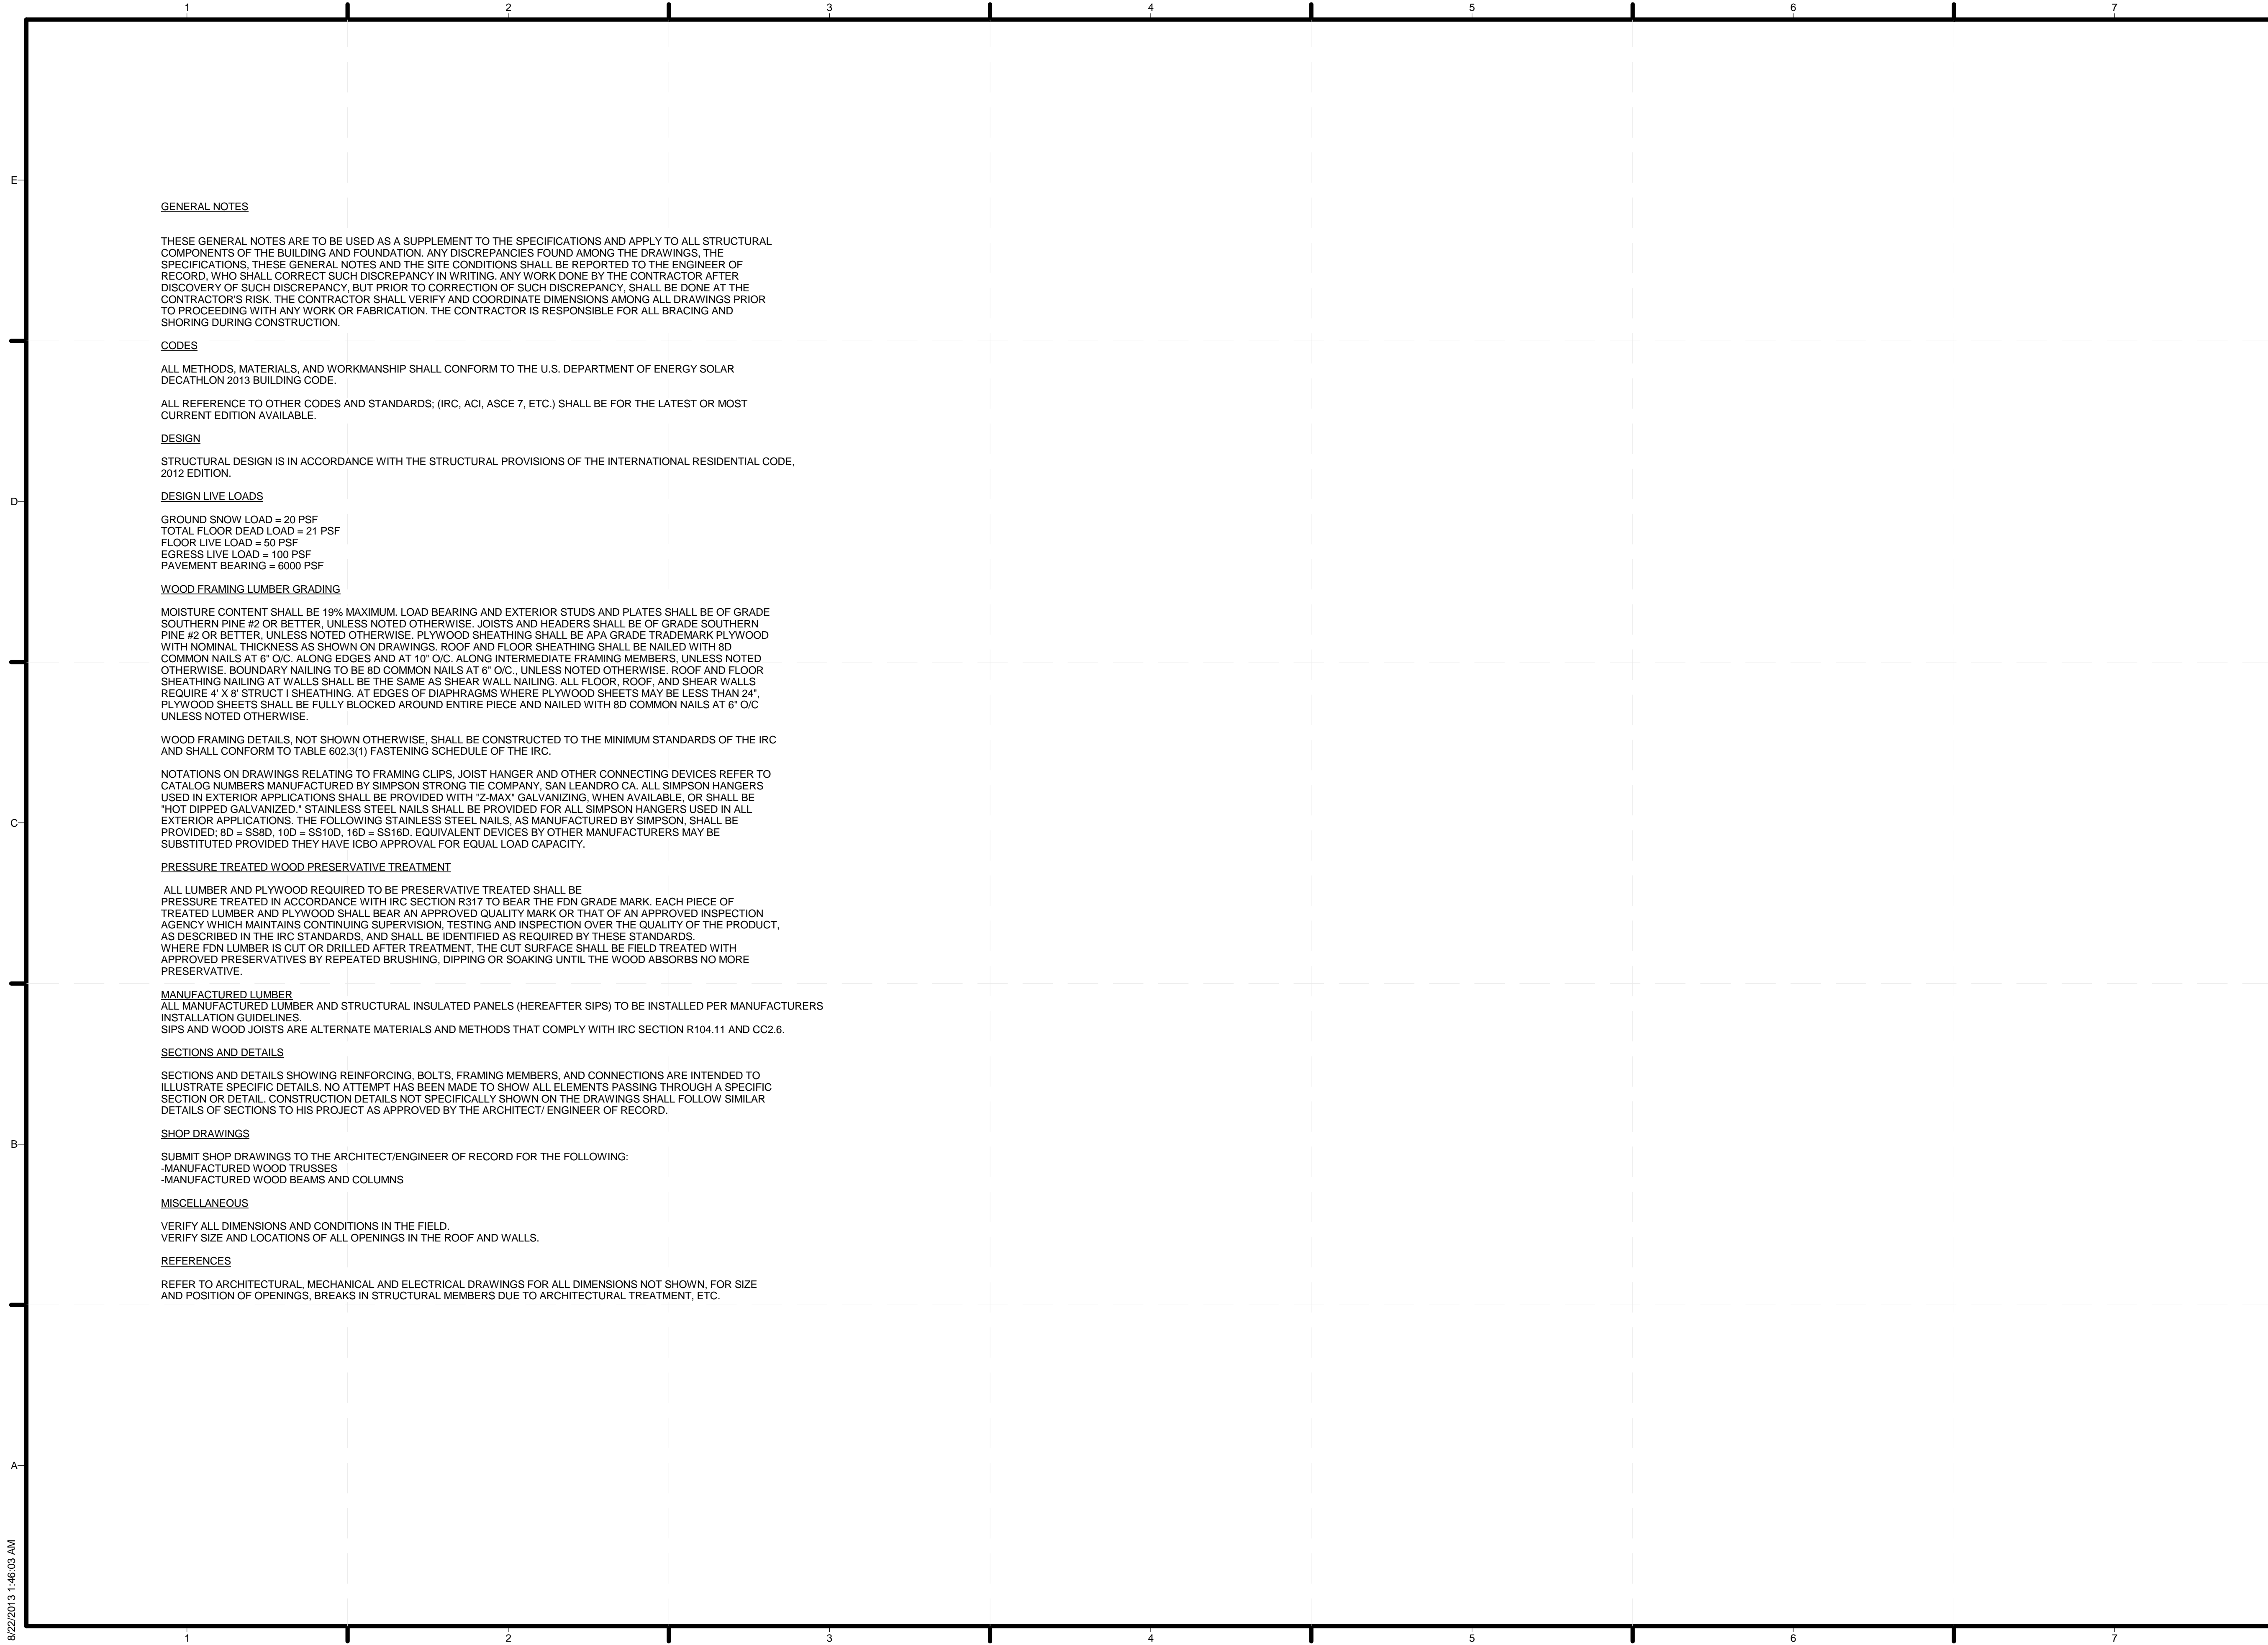 1 2 3 4 5 6 7
E
GENERAL NOTES
THESE GENERAL NOTES ARE TO BE USED AS A SUPPLEMENT TO THE SPECIFICATIONS AND APPLY TO ALL STRUCTURAL
COMPONENTS OF THE BUILDING AND FOUNDATION. ANY DISCREPANCIES FOUND AMONG THE DRAWINGS, THE
SPECIFICATIONS, THESE GENERAL NOTES AND THE SITE CONDITIONS SHALL BE REPORTED TO THE ENGINEER OF
RECORD, WHO SHALL CORRECT SUCH DISCREPANCY IN WRITING. ANY WORK DONE BY THE CONTRACTOR AFTER
DISCOVERY OF SUCH DISCREPANCY, BUT PRIOR TO CORRECTION OF SUCH DISCREPANCY, SHALL BE DONE AT THE
CONTRACTOR'S RISK. THE CONTRACTOR SHALL VERIFY AND COORDINATE DIMENSIONS AMONG ALL DRAWINGS PRIOR
TO PROCEEDING WITH ANY WORK OR FABRICATION. THE CONTRACTOR IS RESPONSIBLE FOR ALL BRACING AND
SHORING DURING CONSTRUCTION.
CODES
ALL METHODS, MATERIALS, AND WORKMANSHIP SHALL CONFORM TO THE U.S. DEPARTMENT OF ENERGY SOLAR
DECATHLON 2013 BUILDING CODE.
ALL REFERENCE TO OTHER CODES AND STANDARDS; (IRC, ACI, ASCE 7, ETC.) SHALL BE FOR THE LATEST OR MOST
CURRENT EDITION AVAILABLE.
DESIGN
STRUCTURAL DESIGN IS IN ACCORDANCE WITH THE STRUCTURAL PROVISIONS OF THE INTERNATIONAL RESIDENTIAL CODE,
2012 EDITION.
DESIGN LIVE LOADS
D
GROUND SNOW LOAD = 20 PSF
TOTAL FLOOR DEAD LOAD = 21 PSF
FLOOR LIVE LOAD = 50 PSF
EGRESS LIVE LOAD = 100 PSF
PAVEMENT BEARING = 6000 PSF
WOOD FRAMING LUMBER GRADING
MOISTURE CONTENT SHALL BE 19% MAXIMUM. LOAD BEARING AND EXTERIOR STUDS AND PLATES SHALL BE OF GRADE
SOUTHERN PINE #2 OR BETTER, UNLESS NOTED OTHERWISE. JOISTS AND HEADERS SHALL BE OF GRADE SOUTHERN
PINE #2 OR BETTER, UNLESS NOTED OTHERWISE. PLYWOOD SHEATHING SHALL BE APA GRADE TRADEMARK PLYWOOD
WITH NOMINAL THICKNESS AS SHOWN ON DRAWINGS. ROOF AND FLOOR SHEATHING SHALL BE NAILED WITH 8D
COMMON NAILS AT 6" O/C. ALONG EDGES AND AT 10" O/C. ALONG INTERMEDIATE FRAMING MEMBERS, UNLESS NOTED
OTHERWISE. BOUNDARY NAILING TO BE 8D COMMON NAILS AT 6" O/C., UNLESS NOTED OTHERWISE. ROOF AND FLOOR
SHEATHING NAILING AT WALLS SHALL BE THE SAME AS SHEAR WALL NAILING. ALL FLOOR, ROOF, AND SHEAR WALLS
REQUIRE 4' X 8' STRUCT I SHEATHING. AT EDGES OF DIAPHRAGMS WHERE PLYWOOD SHEETS MAY BE LESS THAN 24",
PLYWOOD SHEETS SHALL BE FULLY BLOCKED AROUND ENTIRE PIECE AND NAILED WITH 8D COMMON NAILS AT 6" O/C
UNLESS NOTED OTHERWISE.
WOOD FRAMING DETAILS, NOT SHOWN OTHERWISE, SHALL BE CONSTRUCTED TO THE MINIMUM STANDARDS OF THE IRC
AND SHALL CONFORM TO TABLE 602.3(1) FASTENING SCHEDULE OF THE IRC.
NOTATIONS ON DRAWINGS RELATING TO FRAMING CLIPS, JOIST HANGER AND OTHER CONNECTING DEVICES REFER TO
CATALOG NUMBERS MANUFACTURED BY SIMPSON STRONG TIE COMPANY, SAN LEANDRO CA. ALL SIMPSON HANGERS
USED IN EXTERIOR APPLICATIONS SHALL BE PROVIDED WITH "Z-MAX" GALVANIZING, WHEN AVAILABLE, OR SHALL BE
"HOT DIPPED GALVANIZED." STAINLESS STEEL NAILS SHALL BE PROVIDED FOR ALL SIMPSON HANGERS USED IN ALL
C
EXTERIOR APPLICATIONS. THE FOLLOWING STAINLESS STEEL NAILS, AS MANUFACTURED BY SIMPSON, SHALL BE
PROVIDED; 8D = SS8D, 10D = SS10D, 16D = SS16D. EQUIVALENT DEVICES BY OTHER MANUFACTURERS MAY BE
SUBSTITUTED PROVIDED THEY HAVE ICBO APPROVAL FOR EQUAL LOAD CAPACITY.
PRESSURE TREATED WOOD PRESERVATIVE TREATMENT
ALL LUMBER AND PLYWOOD REQUIRED TO BE PRESERVATIVE TREATED SHALL BE
PRESSURE TREATED IN ACCORDANCE WITH IRC SECTION R317 TO BEAR THE FDN GRADE MARK. EACH PIECE OF
TREATED LUMBER AND PLYWOOD SHALL BEAR AN APPROVED QUALITY MARK OR THAT OF AN APPROVED INSPECTION
AGENCY WHICH MAINTAINS CONTINUING SUPERVISION, TESTING AND INSPECTION OVER THE QUALITY OF THE PRODUCT,
AS DESCRIBED IN THE IRC STANDARDS, AND SHALL BE IDENTIFIED AS REQUIRED BY THESE STANDARDS.
WHERE FDN LUMBER IS CUT OR DRILLED AFTER TREATMENT, THE CUT SURFACE SHALL BE FIELD TREATED WITH
APPROVED PRESERVATIVES BY REPEATED BRUSHING, DIPPING OR SOAKING UNTIL THE WOOD ABSORBS NO MORE
PRESERVATIVE.
MANUFACTURED LUMBER
ALL MANUFACTURED LUMBER AND STRUCTURAL INSULATED PANELS (HEREAFTER SIPS) TO BE INSTALLED PER MANUFACTURERS
INSTALLATION GUIDELINES.
SIPS AND WOOD JOISTS ARE ALTERNATE MATERIALS AND METHODS THAT COMPLY WITH IRC SECTION R104.11 AND CC2.6.
SECTIONS AND DETAILS
SECTIONS AND DETAILS SHOWING REINFORCING, BOLTS, FRAMING MEMBERS, AND CONNECTIONS ARE INTENDED TO
ILLUSTRATE SPECIFIC DETAILS. NO ATTEMPT HAS BEEN MADE TO SHOW ALL ELEMENTS PASSING THROUGH A SPECIFIC
SECTION OR DETAIL. CONSTRUCTION DETAILS NOT SPECIFICALLY SHOWN ON THE DRAWINGS SHALL FOLLOW SIMILAR
DETAILS OF SECTIONS TO HIS PROJECT AS APPROVED BY THE ARCHITECT/ ENGINEER OF RECORD.
SHOP DRAWINGS
B
SUBMIT SHOP DRAWINGS TO THE ARCHITECT/ENGINEER OF RECORD FOR THE FOLLOWING:
-MANUFACTURED WOOD TRUSSES
-MANUFACTURED WOOD BEAMS AND COLUMNS
MISCELLANEOUS
VERIFY ALL DIMENSIONS AND CONDITIONS IN THE FIELD.
VERIFY SIZE AND LOCATIONS OF ALL OPENINGS IN THE ROOF AND WALLS.
REFERENCES
REFER TO ARCHITECTURAL, MECHANICAL AND ELECTRICAL DRAWINGS FOR ALL DIMENSIONS NOT SHOWN, FOR SIZE
AND POSITION OF OPENINGS, BREAKS IN STRUCTURAL MEMBERS DUE TO ARCHITECTURAL TREATMENT, ETC.
A
8/22/2013 1:46:03 AM
1 2 3 4 5 6 7